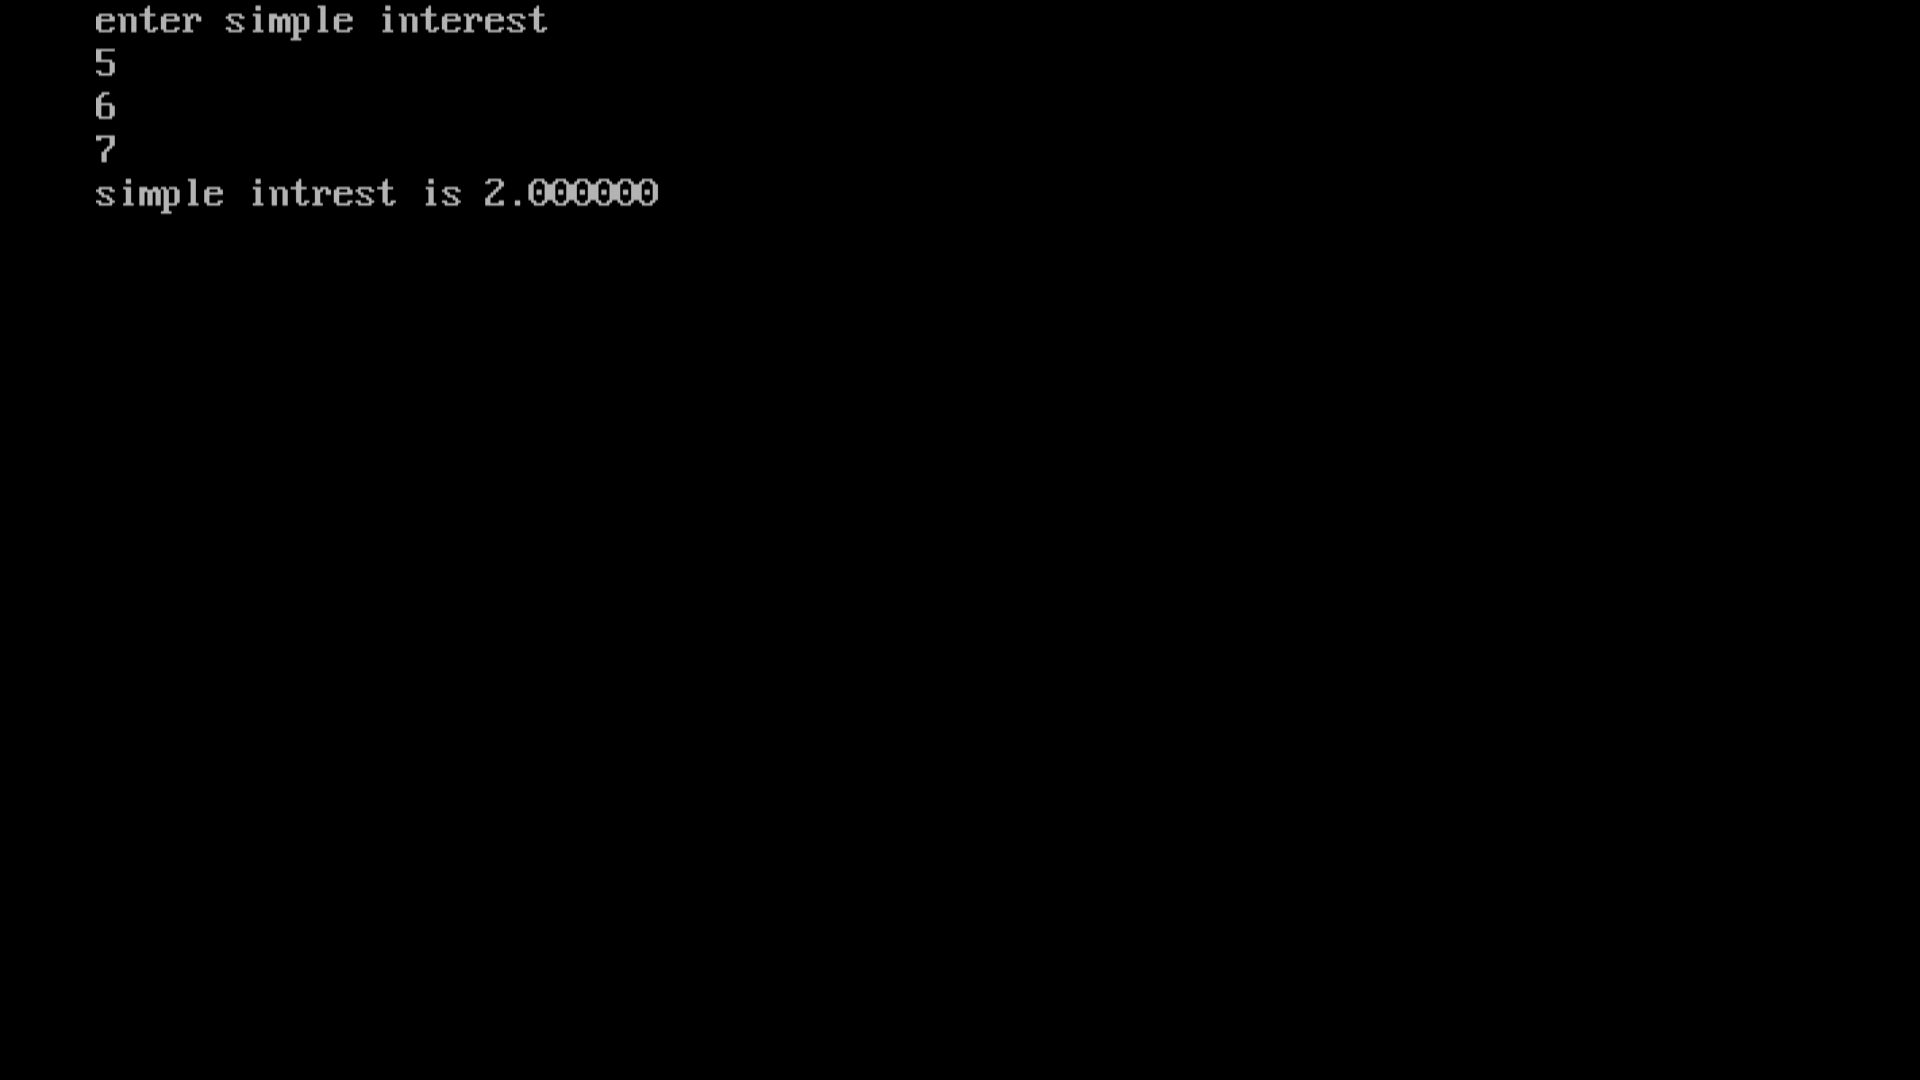 enter simple interest
5
6
7
simple intrest is 2.000000